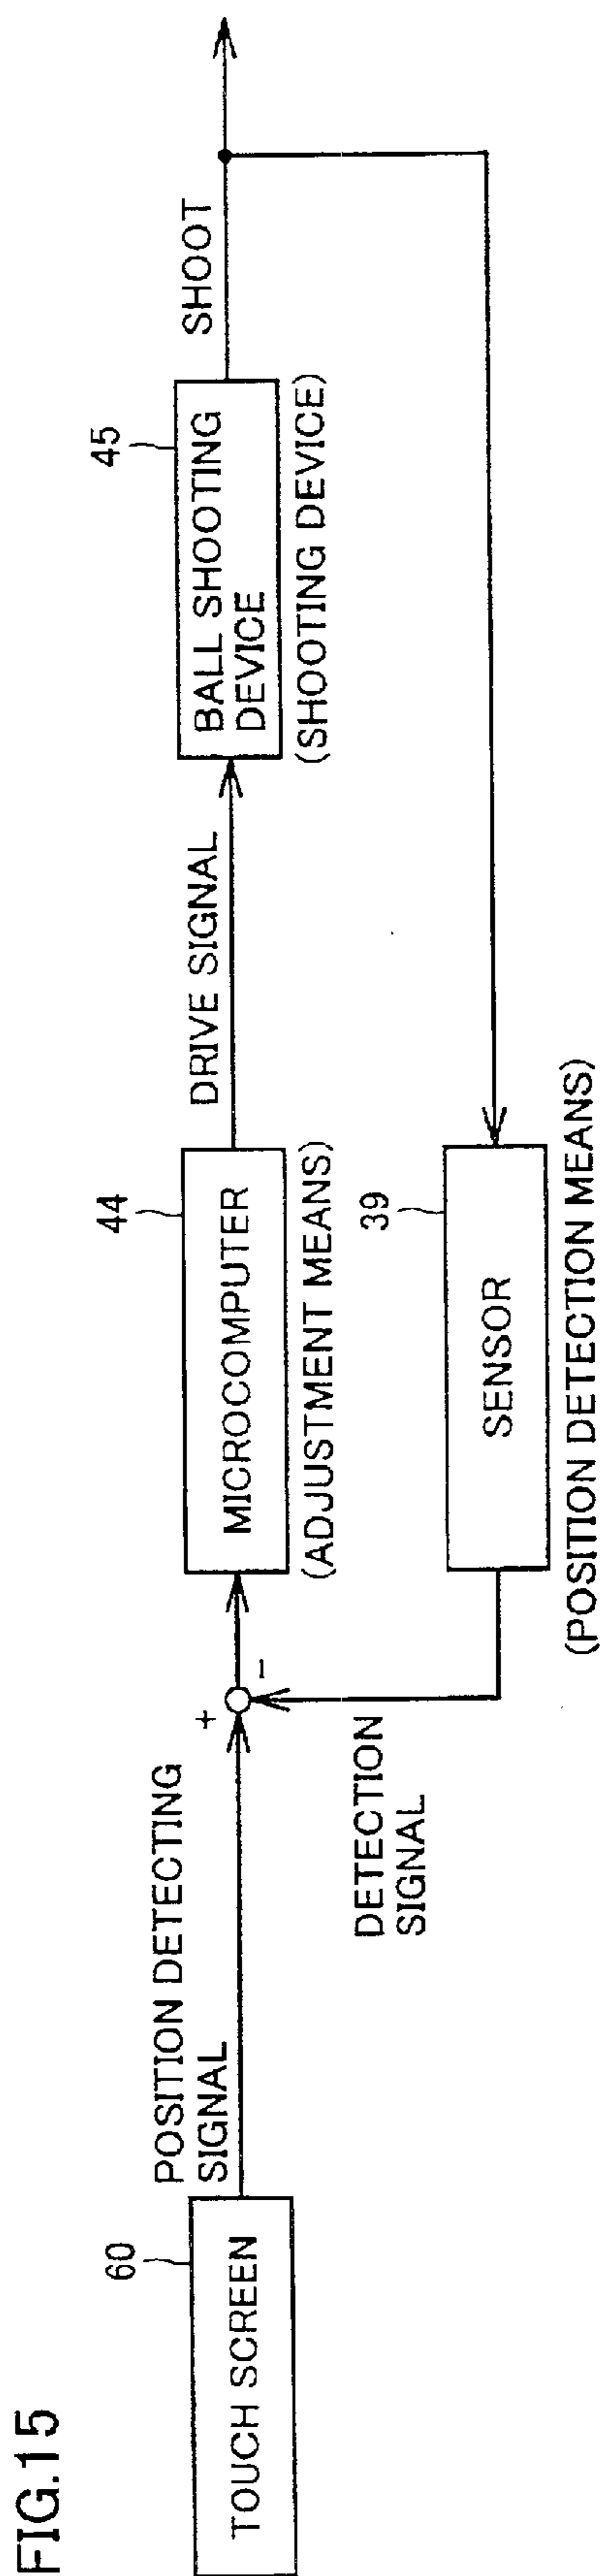 FIG.15
60
TOUCH SCREEN
POSITION DETECTING
SIGNAL
+
−
44
MICROCOMPUTER
(ADJUSTMENT MEANS)
DRIVE SIGNAL
45
BALL SHOOTING
DEVICE
(SHOOTING DEVICE)
SHOOT
39
SENSOR
(POSITION DETECTION MEANS)
DETECTION
SIGNAL